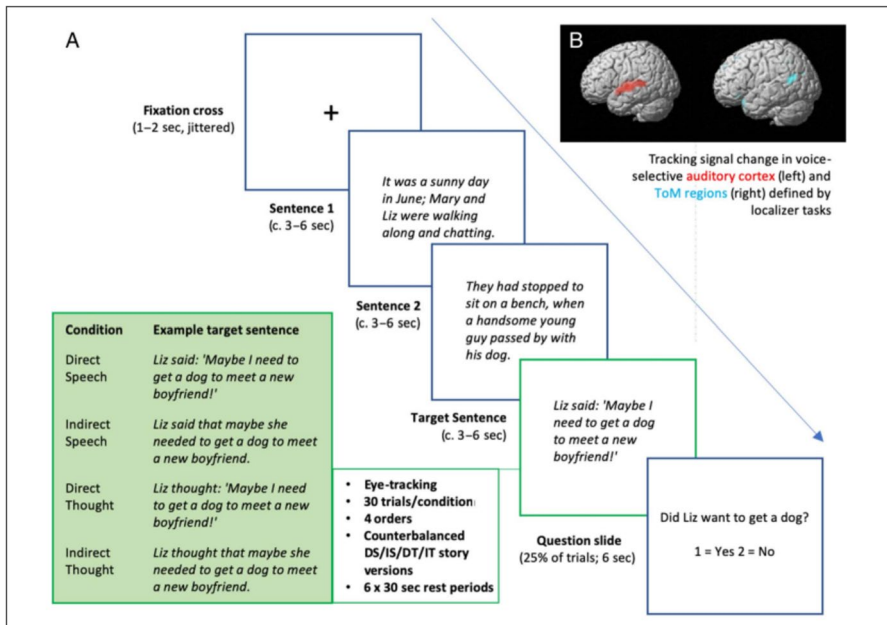 A
Fixation cross
(1–2 sec, jittered)
+
Sentence 1
(c. 3–6 sec)
It was a sunny day
in June; Mary and
Liz were walking
along and chatting.
Sentence 2
(c. 3–6 sec)
They had stopped to
sit on a bench, when
a handsome young
guy passed by with
his dog.
Target Sentence
(c. 3–6 sec)
Liz said: 'Maybe I
need to get a dog
to meet a new
boyfriend!'
Question slide
(25% of trials; 6 sec)
Did Liz want to get a dog?
1 = Yes 2 = No
B
Tracking signal change in voice-
selective auditory cortex (left) and
ToM regions (right) defined by
localizer tasks
Condition Example target sentence
Direct Liz said: 'Maybe I need to
Speech get a dog to meet a new
boyfriend!'
Indirect Liz said that maybe she
Speech needed to get a dog to meet
a new boyfriend.
Direct Liz thought: 'Maybe I need
Thought to get a dog to meet a new
boyfriend!'
Indirect Liz thought that maybe she
Thought needed to get a dog to meet
a new boyfriend.
• Eye-tracking
• 30 trials/condition
• 4 orders
• Counterbalanced
DS/IS/DT/IT story
versions
• 6 x 30 sec rest periods